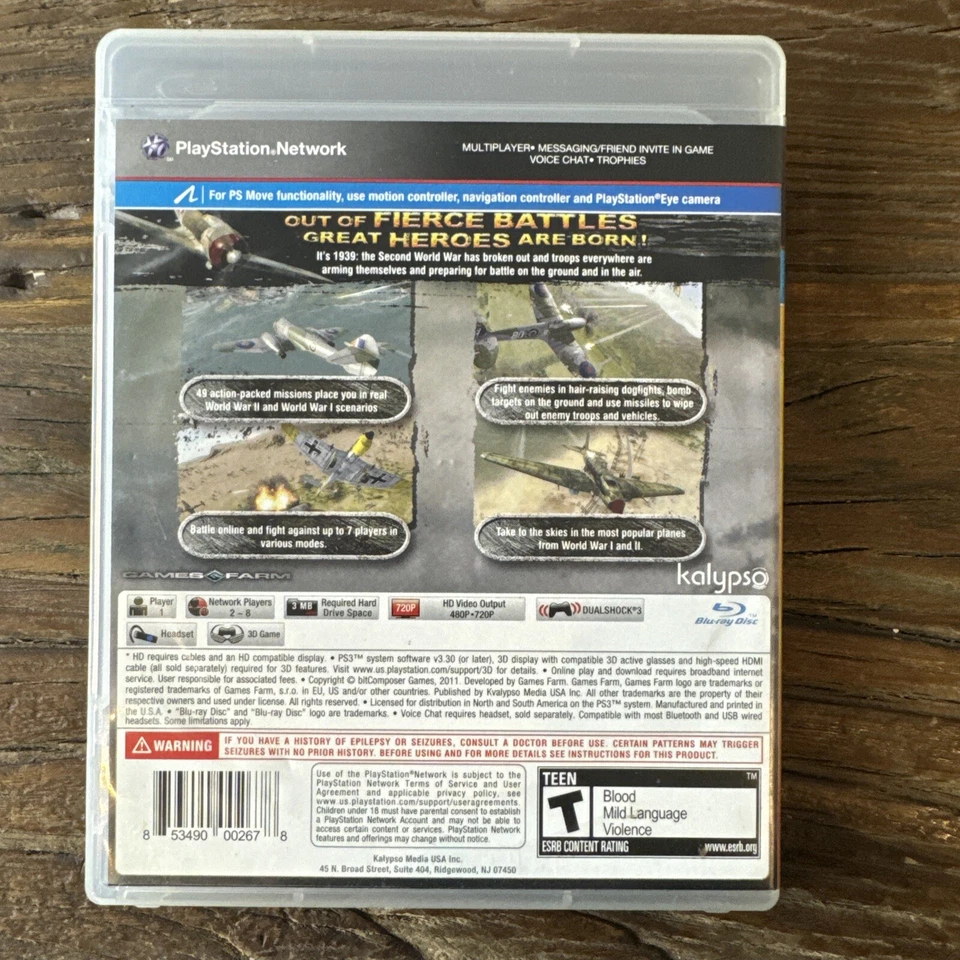 PlayStation®Network
MULTIPLAYER• MESSAGING/FRIEND INVITE IN GAME
VOICE CHAT• TROPHIES
For PS Move functionality, use motion controller, navigation controller and PlayStation®Eye camera
OUT OF FIERCE BATTLES
GREAT HEROES ARE BORN!
It's 1939: the Second World War has broken out and troops everywhere are
arming themselves and preparing for battle on the ground and in the air.
49 action-packed missions place you in real
World War II and World War I scenarios
Fight enemies in hair-raising dogfights, bomb
targets on the ground and use missiles to wipe
out enemy troops and vehicles.
Battle online and fight against up to 7 players in
various modes.
Take to the skies in the most popular planes
from World War I and II.
GAMES FARM
kalypso
Player
1
Network Players
2 – 8
3 MB
Required Hard
Drive Space
720P
HD Video Output
480P•720P
DUALSHOCK®3
Blu-ray Disc™
Headset
3D Game
* HD requires cables and an HD compatible display. • PS3™ system software v3.30 (or later), 3D display with compatible 3D active glasses and high-speed HDMI
cable (all sold separately) required for 3D features. Visit www.us.playstation.com/support/3D for details. • Online play and download requires broadband internet
service. User responsible for associated fees. • Copyright © bitComposer Games, 2011. Developed by Games Farm. Games Farm, Games Farm logo are trademarks or
registered trademarks of Games Farm, s.r.o. in EU, US and/or other countries. Published by Kvalypso Media USA Inc. All other trademarks are the property of their
respective owners and used under license. All rights reserved. • Licensed for distribution in North and South America on the PS3™ system. Manufactured and printed in
the U.S.A. • "Blu-ray Disc" and "Blu-ray Disc" logo are trademarks. • Voice Chat requires headset, sold separately. Compatible with most Bluetooth and USB wired
headsets. Some limitations apply.
WARNING
IF YOU HAVE A HISTORY OF EPILEPSY OR SEIZURES, CONSULT A DOCTOR BEFORE USE. CERTAIN PATTERNS MAY TRIGGER
SEIZURES WITH NO PRIOR HISTORY. BEFORE USING AND FOR MORE DETAILS SEE INSTRUCTIONS FOR THIS PRODUCT.
8 53490 00267 8
Use of the PlayStation®Network is subject to the
PlayStation Network Terms of Service and User
Agreement and applicable privacy policy, see
www.us.playstation.com/support/useragreements.
Children under 18 must have parental consent to establish
a PlayStation Network Account and may not be able to
access certain content or services. PlayStation Network
features and offerings may change without notice.
Kalypso Media USA Inc.
45 N. Broad Street, Suite 404, Ridgewood, NJ 07450
TEEN ™
T
Blood
Mild Language
Violence
ESRB CONTENT RATING www.esrb.org